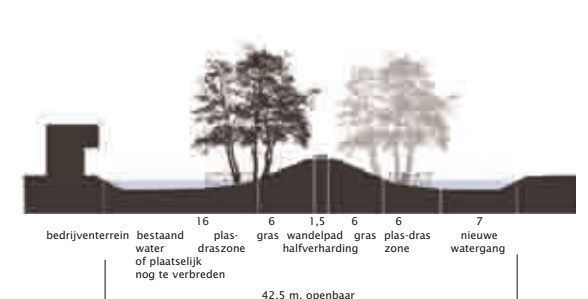 16 6 1,5 6 6 7
bedrijventerrein bestaand plas- gras wandelpad gras plas-dras nieuwe
water draszone halfverharding zone watergang
of plaatselijk
nog te verbreden
42,5 m. openbaar